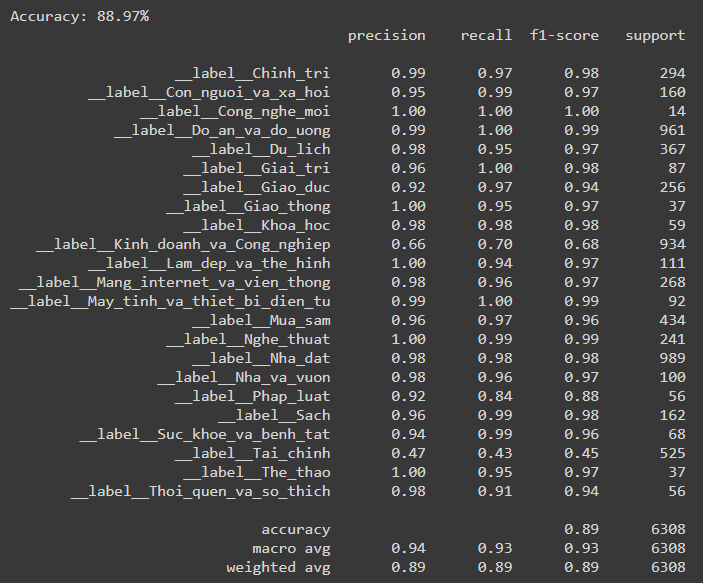 Accuracy: 88.97%
precision recall f1-score support
__label__Chinh_tri 0.99 0.97 0.98 294
__label__Con_nguoi_va_xa_hoi 0.95 0.99 0.97 160
__label__Cong_nghe_moi 1.00 1.00 1.00 14
__label__Do_an_va_do_uong 0.99 1.00 0.99 961
__label__Du_lich 0.98 0.95 0.97 367
__label__Giai_tri 0.96 1.00 0.98 87
__label__Giao_duc 0.92 0.97 0.94 256
__label__Giao_thong 1.00 0.95 0.97 37
__label__Khoa_hoc 0.98 0.98 0.98 59
__label__Kinh_doanh_va_Cong_nghiep 0.66 0.70 0.68 934
__label__Lam_dep_va_the_hinh 1.00 0.94 0.97 111
__label__Mang_internet_va_vien_thong 0.98 0.96 0.97 268
__label__May_tinh_va_thiet_bi_dien_tu 0.99 1.00 0.99 92
__label__Mua_sam 0.96 0.97 0.96 434
__label__Nghe_thuat 1.00 0.99 0.99 241
__label__Nha_dat 0.98 0.98 0.98 989
__label__Nha_va_vuon 0.98 0.96 0.97 100
__label__Phap_luat 0.92 0.84 0.88 56
__label__Sach 0.96 0.99 0.98 162
__label__Suc_khoe_va_benh_tat 0.94 0.99 0.96 68
__label__Tai_chinh 0.47 0.43 0.45 525
__label__The_thao 1.00 0.95 0.97 37
__label__Thoi_quen_va_so_thich 0.98 0.91 0.94 56
accuracy 0.89 6308
macro avg 0.94 0.93 0.93 6308
weighted avg 0.89 0.89 0.89 6308